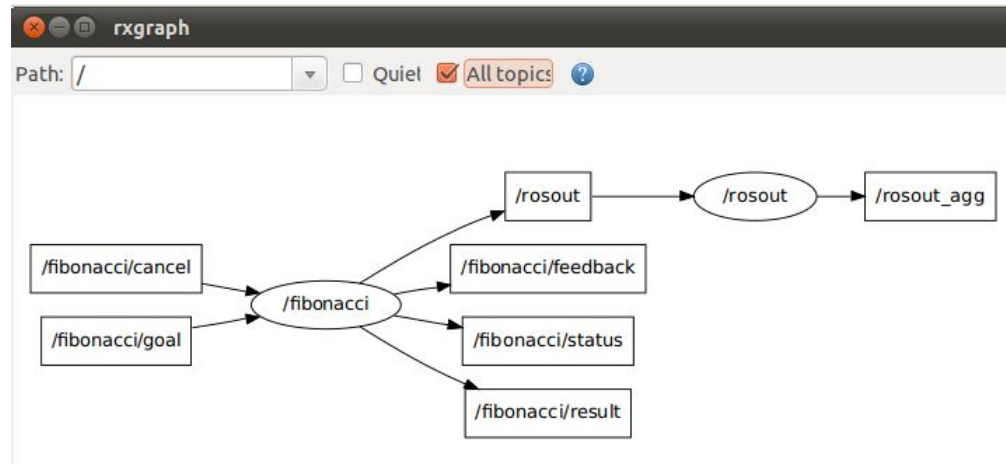 rxgraph
Path: / Quiet All topics ?
/rosout /rosout /rosout_agg
/fibonacci/cancel /fibonacci/feedback
/fibonacci
/fibonacci/goal /fibonacci/status
/fibonacci/result